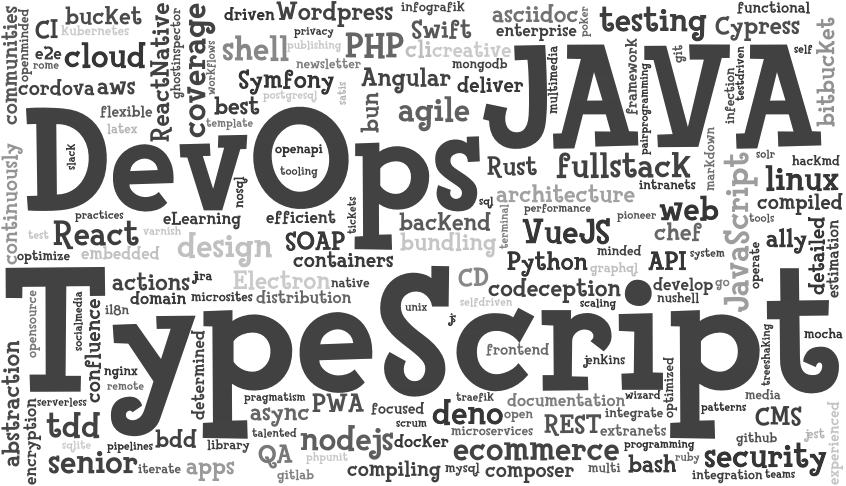 communities
openminded
CI
bucket
kubernetes
e2e
rome
cloud
cordova
aws
ReactNative
ghostinspector
coverage
workflows
driven
Wordpress
infografik
privacy
publishing
newsletter
shell
PHP
Swift
clicreative
asciidoc
enterprise
poker
testing
functional
Cypress
self
bitbucket
Symfony
Angular
mongodb
deliver
multimedia
framework
pairprogramming
git
infection
testdriven
flexible
latex
best
template
postgresql
satis
bun
agile
JAVA
DevOps
slack
openapi
tooling
nosql
tickets
sql
Rust
fullstack
intranets
markdown
solr
hackmd
linux
compiled
tools
JavaScript
continuously
practices
eLearning
efficient
architecture
performance
pioneer
web
test
React
varnish
embedded
design
SOAP
containers
backend
bundling
terminal
VueJS
minded
chef
operate
ally
detailed
estimation
optimize
Python
graphql
API
system
actions
jira
Electron
native
CD
codeception
develop
go
nushell
domain
microsites
distribution
selfdriven
scaling
opensource
socialmedia
confluence
i18n
TypeScript
unix
js
frontend
jenkins
treeshaking
mocha
abstraction
nginx
remote
determined
optimized
serverless
encryption
tdd
sqlite
pipelines
bdd
library
pragmatism
async
talented
PWA
focused
scrum
traefik
deno
open
documentation
wizard
integrate
patterns
media
CMS
microservices
REST
extranets
github
jest
experienced
senior
iterate
apps
QA
gitlab
phpunit
nodejs
docker
compiling
mysql
ecommerce
composer
multi
programming
bash
ruby
security
integration
teams